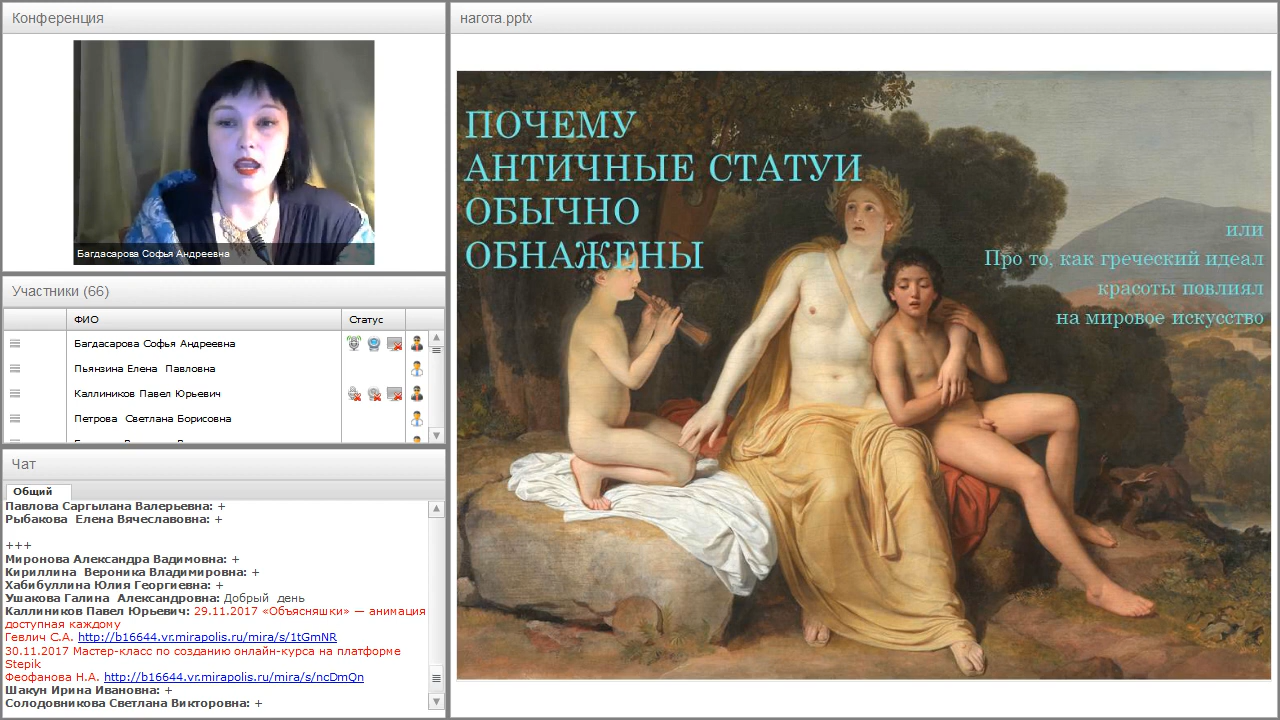 Конференция
Багдасарова Софья Андреевна
Участники (66)
ФИО Статус
Багдасарова Софья Андреевна
Пьянзина Елена Павловна
Каллиников Павел Юрьевич
Петрова Светлана Борисовна
Чат
Общий
Павлова Саргылана Валерьевна: +
Рыбакова Елена Вячеславовна: +
+++
Миронова Александра Вадимовна: +
Кириллина Вероника Владимировна: +
Хабибуллина Юлия Георгиевна: +
Ушакова Галина Александровна: Добрый день
Каллиников Павел Юрьевич: 29.11.2017 «Объясняшки» — анимация
доступная каждому
Гевлич С.А. http://b16644.vr.mirapolis.ru/mira/s/1tGmNR
30.11.2017 Мастер-класс по созданию онлайн-курса на платформе
Stepik
Феофанова Н.А. http://b16644.vr.mirapolis.ru/mira/s/ncDmQn
Шакун Ирина Ивановна: +
Солодовникова Светлана Викторовна: +
нагота.pptx
ПОЧЕМУ
АНТИЧНЫЕ СТАТУИ
ОБЫЧНО
ОБНАЖЕНЫ
или
Про то, как греческий идеал
красоты повлиял
на мировое искусство